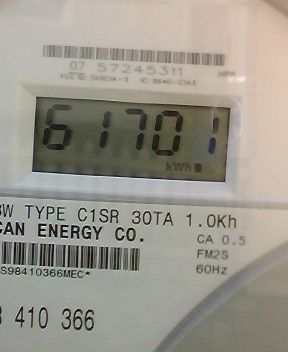 07 57245311
61701
kWh
3W TYPE C1SR 30TA 1.0Kh
CAN ENERGY CO.
CA 0.5
FM2S
60Hz
S98410366MEC*
410 366